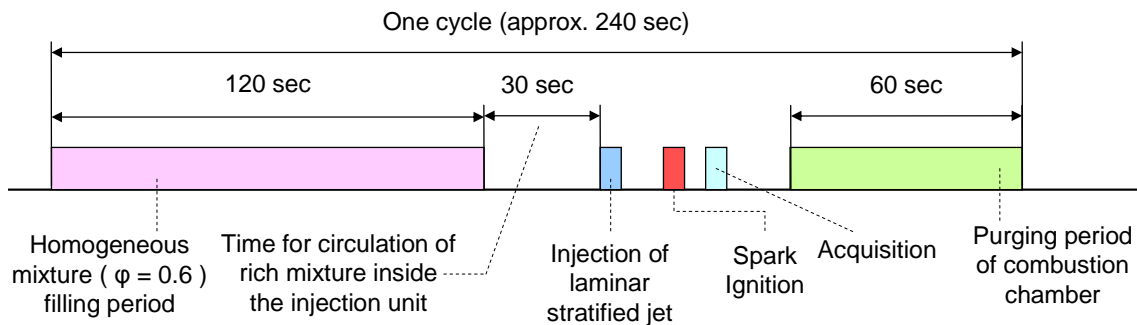 One cycle (approx. 240 sec)
120 sec
30 sec
60 sec
Homogeneous
mixture ( φ = 0.6 )
filling period
Time for circulation of
rich mixture inside
the injection unit
Injection of
laminar
stratified jet
Spark
Ignition
Acquisition
Purging period
of combustion
chamber